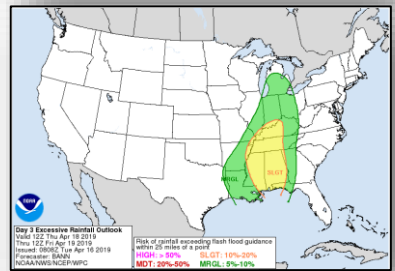 MRGL
SLGT
NOAA
Day 3 Excessive Rainfall Outlook
Valid 12Z Thu Apr 18 2019
Thru 12Z Fri Apr 19 2019
Issued: 0806Z Tue Apr 16 2019
Forecaster: BANN
NOAA/NWS/NCEP/WPC
Risk of rainfall exceeding flash flood guidance
within 25 miles of a point
HIGH: > 50% SLGT: 10%-20%
MDT: 20%-50% MRGL: 5%-10%